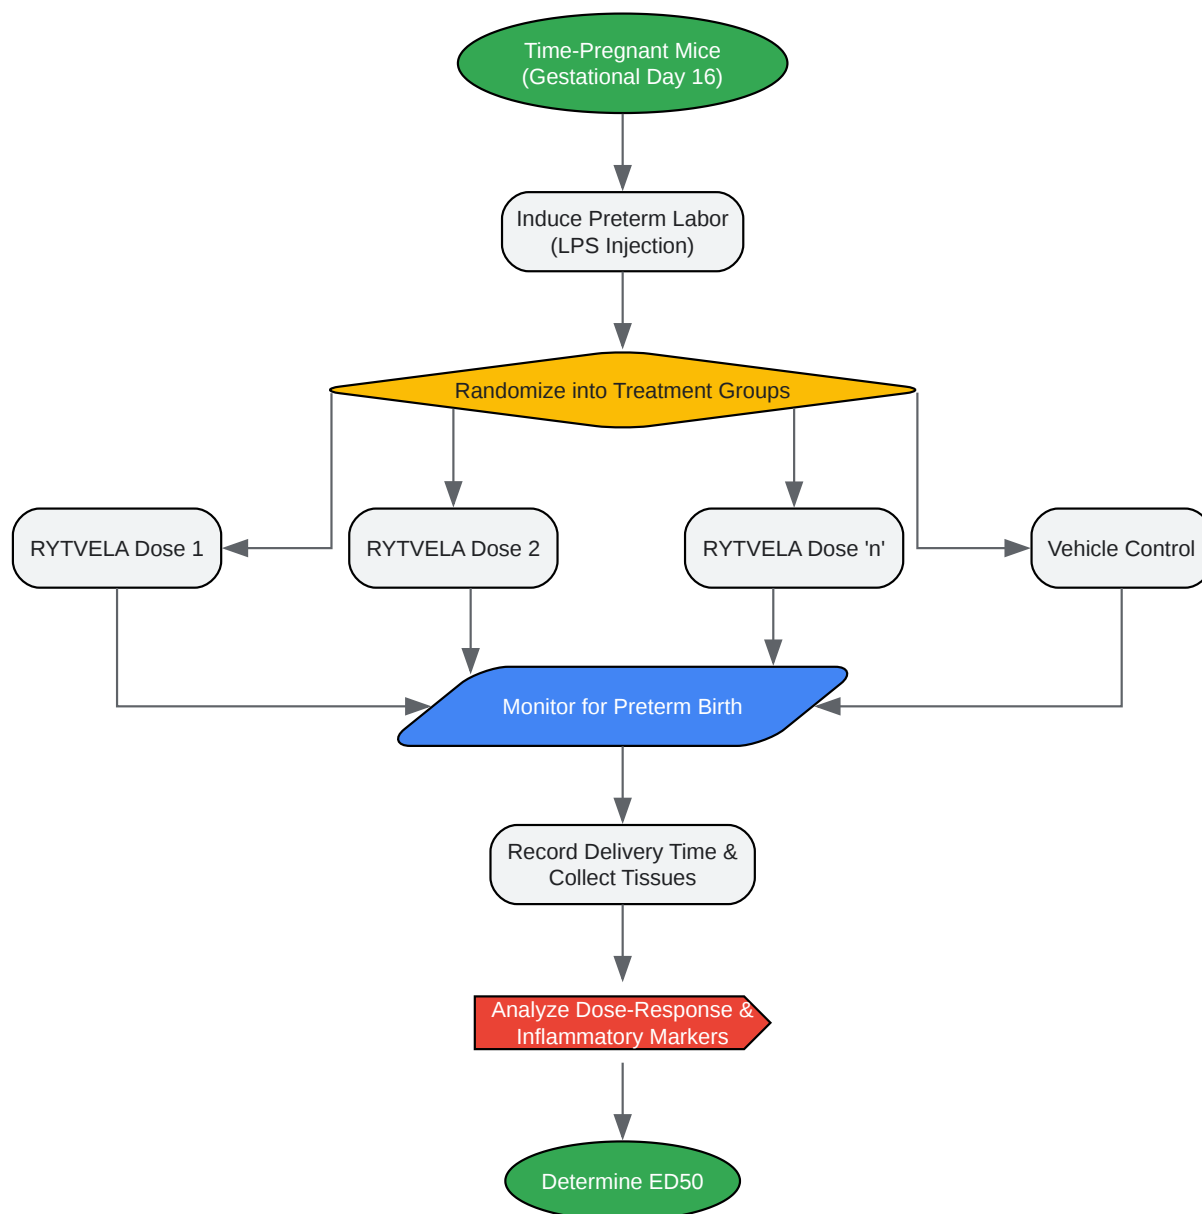 Time-Pregnant Mice
(Gestational Day 16)
Induce Preterm Labor
(LPS Injection)
Randomize into Treatment Groups
RYTVELA Dose 1
RYTVELA Dose 2
RYTVELA Dose 'n'
Vehicle Control
Monitor for Preterm Birth
Record Delivery Time &
Collect Tissues
Analyze Dose-Response &
Inflammatory Markers
Determine ED50